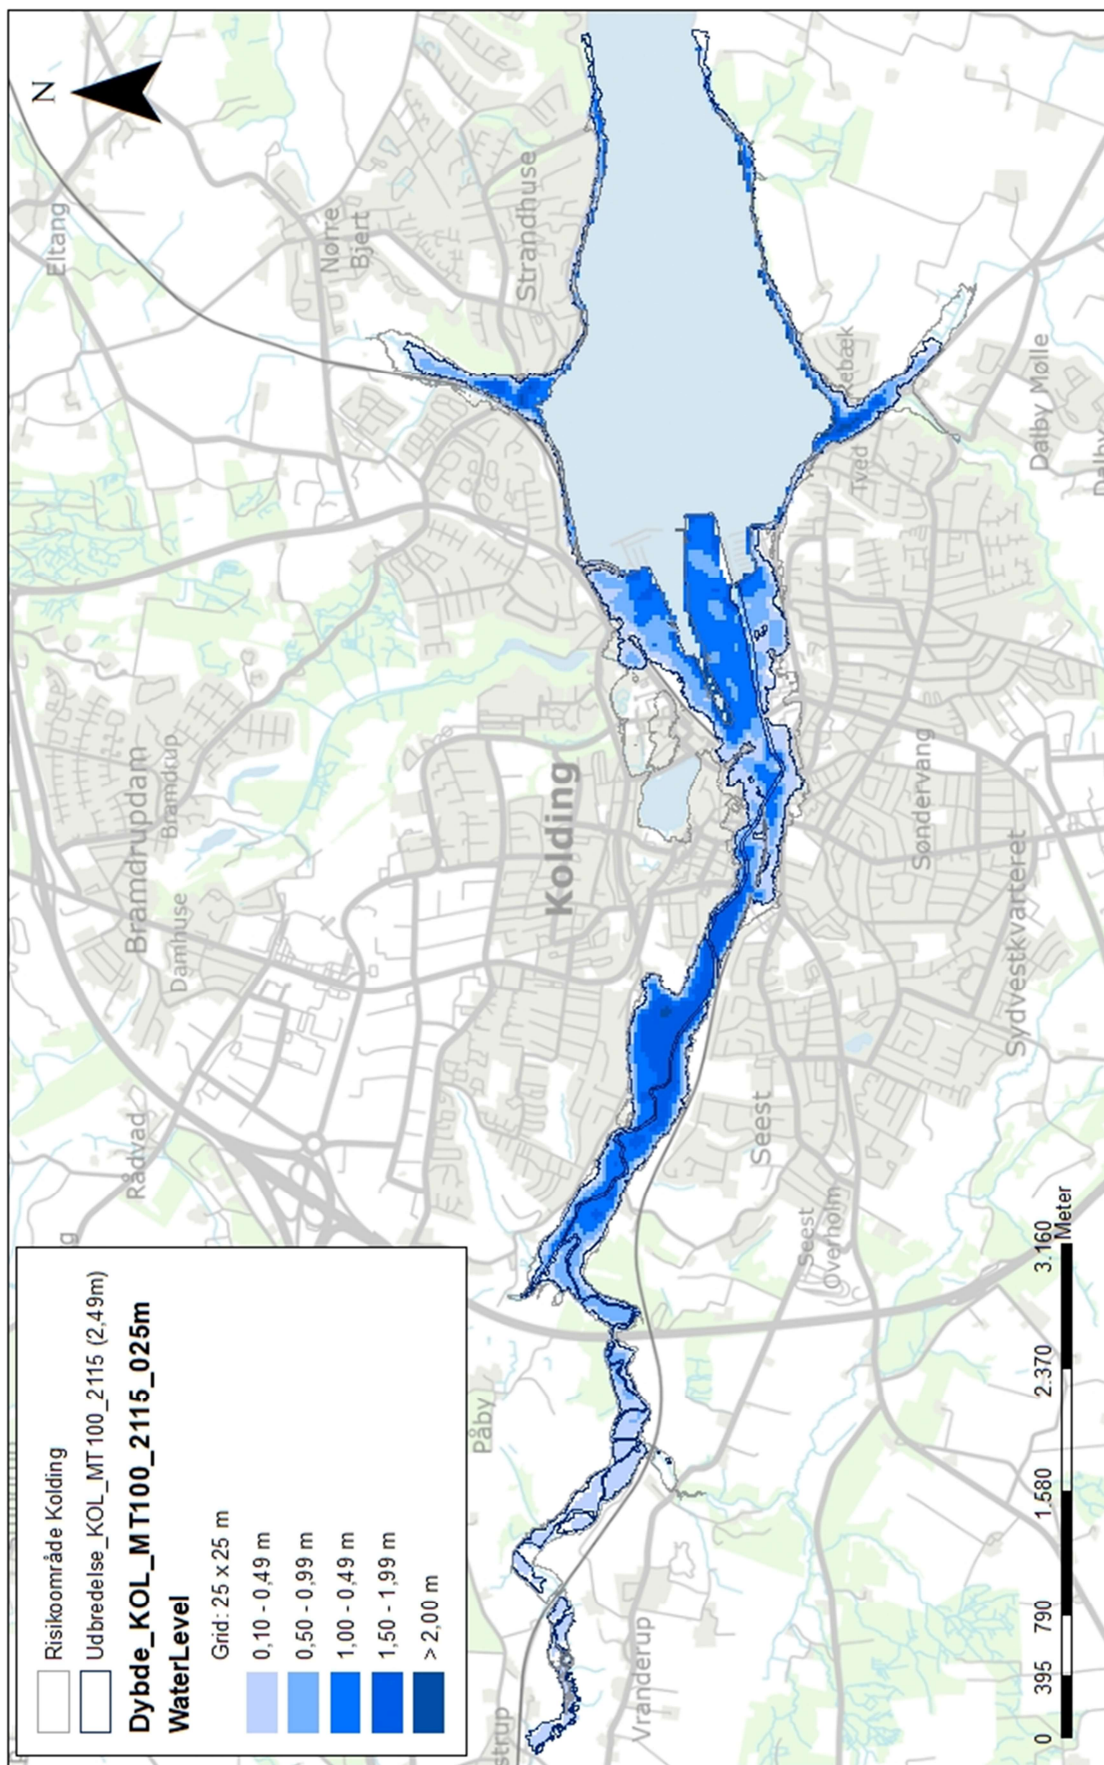 N
Eltang
Nørre
Bjert
Strandhuse
Rebæk
Tved
Dalby Mølle
Dalby
Bramdrupdam
Bramdrup
Damhuse
Kolding
Søndervang
Sydvestkvarteret
Rådvad
Seest
Seest
Overholm
Påby
Vranderup
strup
g
Risikoområde Kolding
Udbredelse_KOL_MT100_2115 (2,49m)
Dybde_KOL_MT100_2115_025m
WaterLevel
Grid: 25 x 25 m
0,10 - 0,49 m
0,50 - 0,99 m
1,00 - 0,49 m
1,50 - 1,99 m
> 2,00 m
0 395 790 1.580 2.370 3.160
Meter